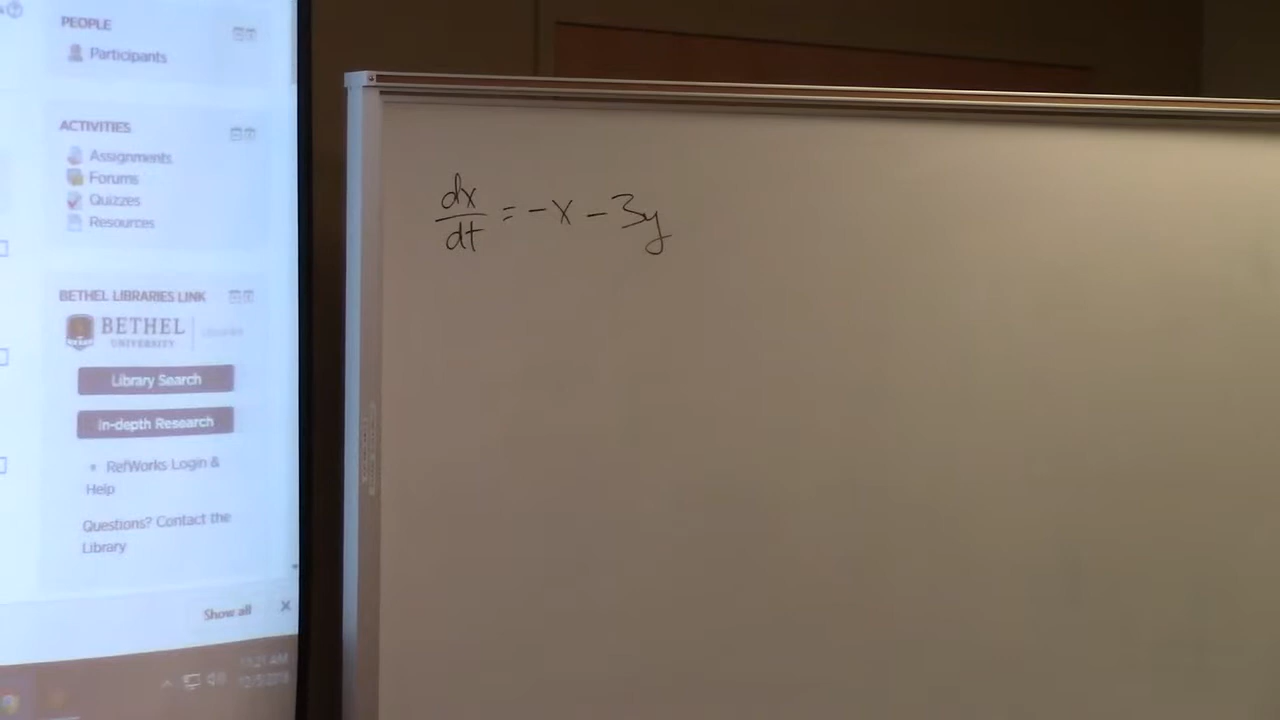 PEOPLE
Participants
ACTIVITIES
Assignments
Forums
Quizzes
Resources
BETHEL LIBRARIES LINK
BETHEL
UNIVERSITY
Library Search
In-depth Research
RefWorks Login &
Help
Questions? Contact the
Library
Show all X
dx/dt = -x - 3y